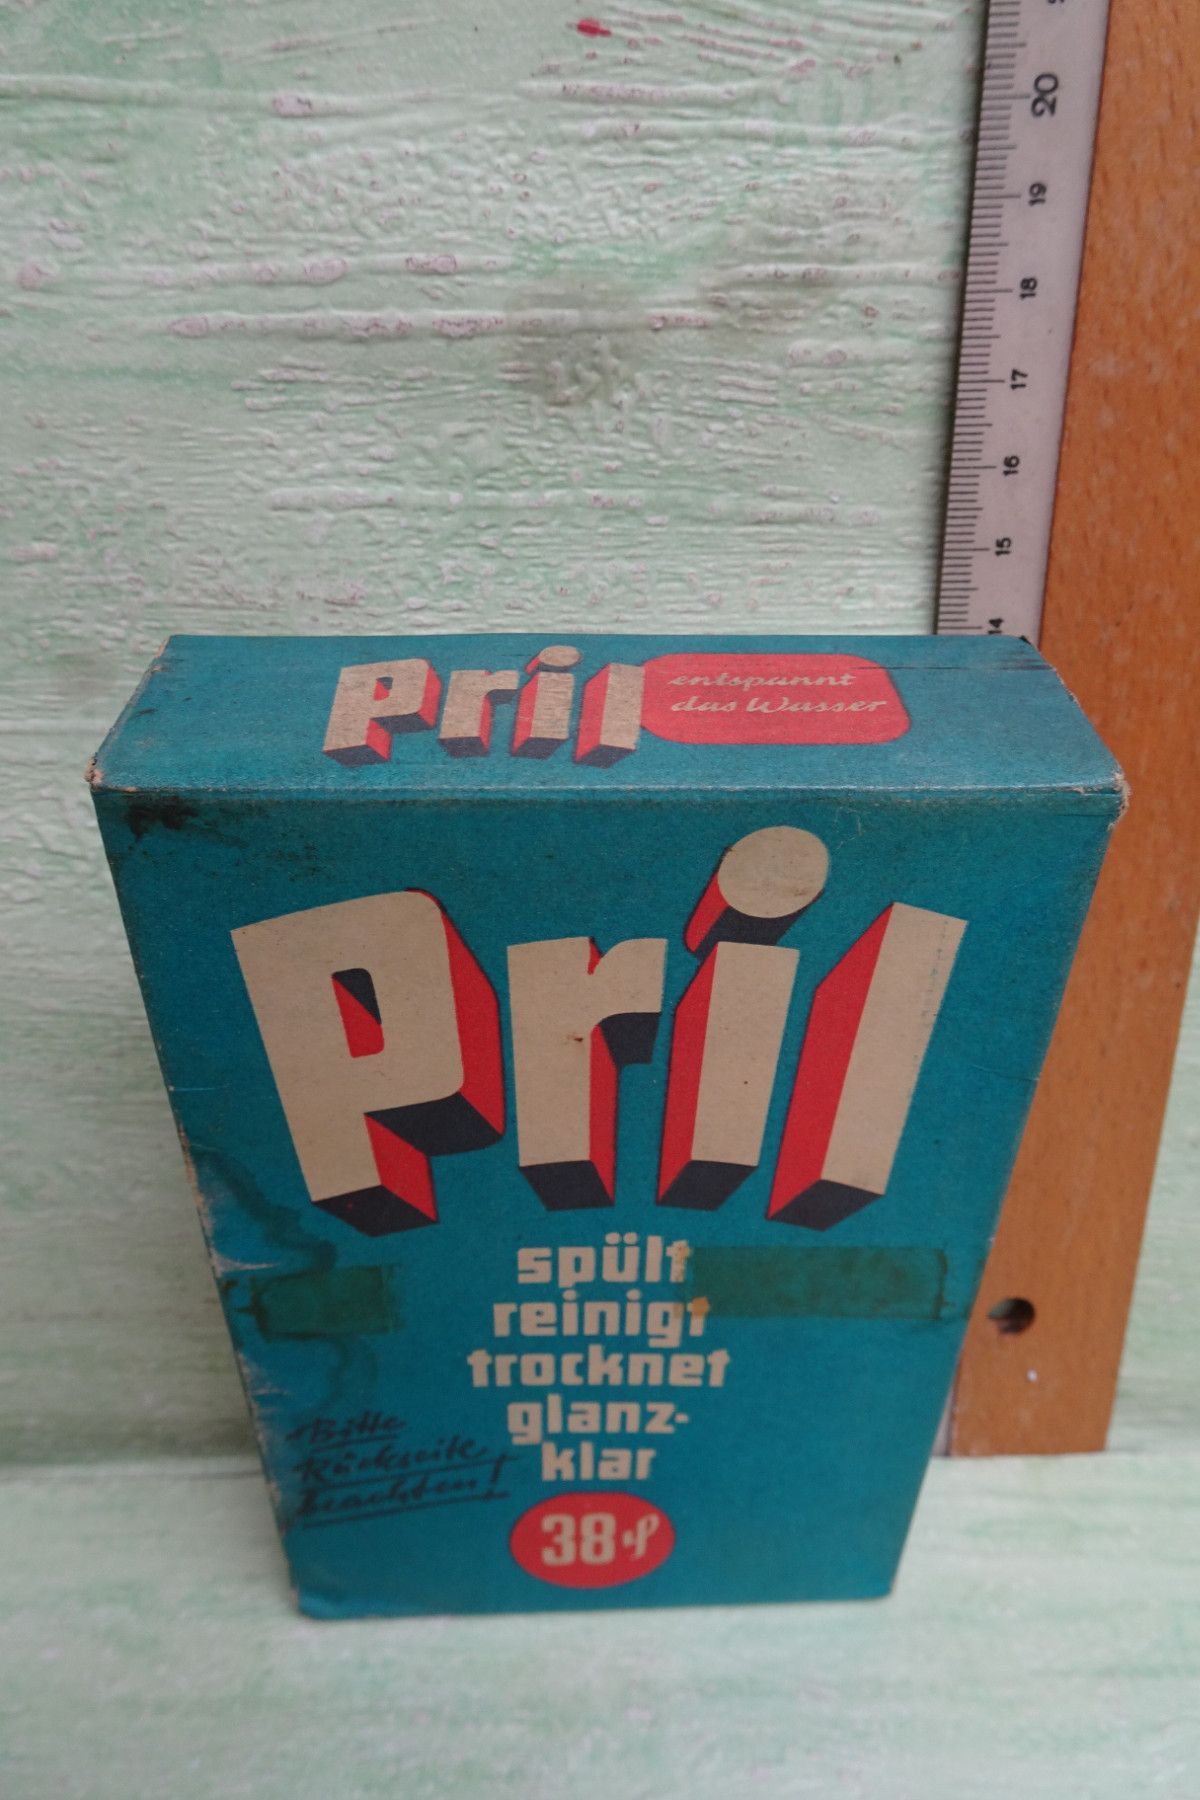 20
19
18
17
16
15
14
Pril
entspannt
das Wasser
Pril
spült
reinigt
trocknet
glanz-
klar
Bitte
Rückseite
beachten!
38 ₰